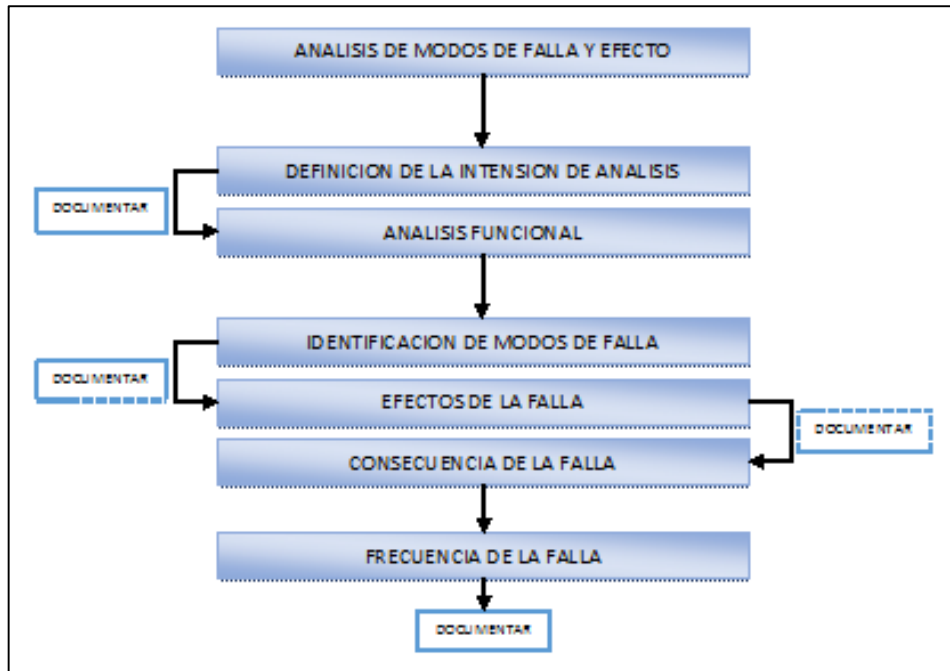 ANALISIS DE MODOS DE FALLA Y EFECTO
DEFINICION DE LA INTENSION DE ANALISIS
DOCUMENTAR
ANALISIS FUNCIONAL
IDENTIFICACION DE MODOS DE FALLA
DOCUMENTAR
EFECTOS DE LA FALLA
DOCUMENTAR
CONSECUENCIA DE LA FALLA
FRECUENCIA DE LA FALLA
DOCUMENTAR